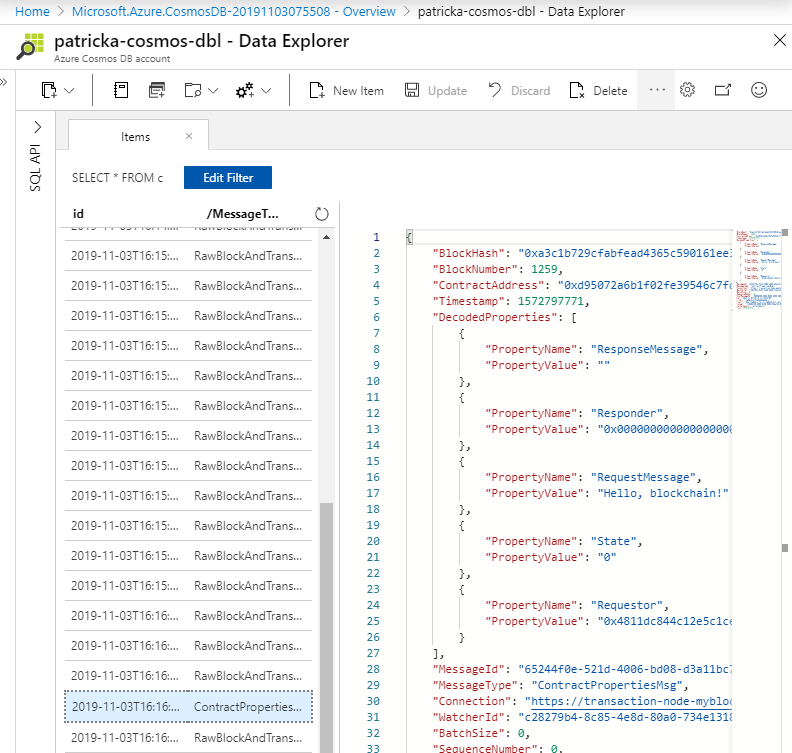 Home > Microsoft.Azure.CosmosDB-20191103075508 - Overview > patricka-cosmos-dbl - Data Explorer
patricka-cosmos-dbl - Data Explorer
Azure Cosmos DB account
New Item Update Discard Delete
SQL API
Items
SELECT * FROM c Edit Filter
id /MessageT...
2019-11-03T16:15:... RawBlockAndTrans...
2019-11-03T16:15:... RawBlockAndTrans...
2019-11-03T16:15:... RawBlockAndTrans...
2019-11-03T16:15:... RawBlockAndTrans...
2019-11-03T16:15:... RawBlockAndTrans...
2019-11-03T16:15:... RawBlockAndTrans...
2019-11-03T16:15:... RawBlockAndTrans...
2019-11-03T16:15:... RawBlockAndTrans...
2019-11-03T16:15:... RawBlockAndTrans...
2019-11-03T16:15:... RawBlockAndTrans...
2019-11-03T16:15:... RawBlockAndTrans...
2019-11-03T16:15:... RawBlockAndTrans...
2019-11-03T16:16:... RawBlockAndTrans...
2019-11-03T16:16:... RawBlockAndTrans...
2019-11-03T16:16:... RawBlockAndTrans...
2019-11-03T16:16:... ContractProperties...
2019-11-03T16:16:... RawBlockAndTrans...
1 {
2 "BlockHash": "0xa3c1b729cfabfead4365c590161ee
3 "BlockNumber": 1259,
4 "ContractAddress": "0xd95072a6b1f02fe39546c7f
5 "Timestamp": 1572797771,
6 "DecodedProperties": [
7 {
8 "PropertyName": "ResponseMessage",
9 "PropertyValue": ""
10 },
11 {
12 "PropertyName": "Responder",
13 "PropertyValue": "0x0000000000000000
14 },
15 {
16 "PropertyName": "RequestMessage",
17 "PropertyValue": "Hello, blockchain!"
18 },
19 {
20 "PropertyName": "State",
21 "PropertyValue": "0"
22 },
23 {
24 "PropertyName": "Requestor",
25 "PropertyValue": "0x4811dc844c12e5c1ce
26 }
27 ],
28 "MessageId": "65244f0e-521d-4006-bd08-d3a11bc7
29 "MessageType": "ContractPropertiesMsg",
30 "Connection": "https://transaction-node-mybloc
31 "WatcherId": "c28279b4-8c85-4e8d-80a0-734e1318
32 "BatchSize": 0,
33 "SequenceNumber": 0,